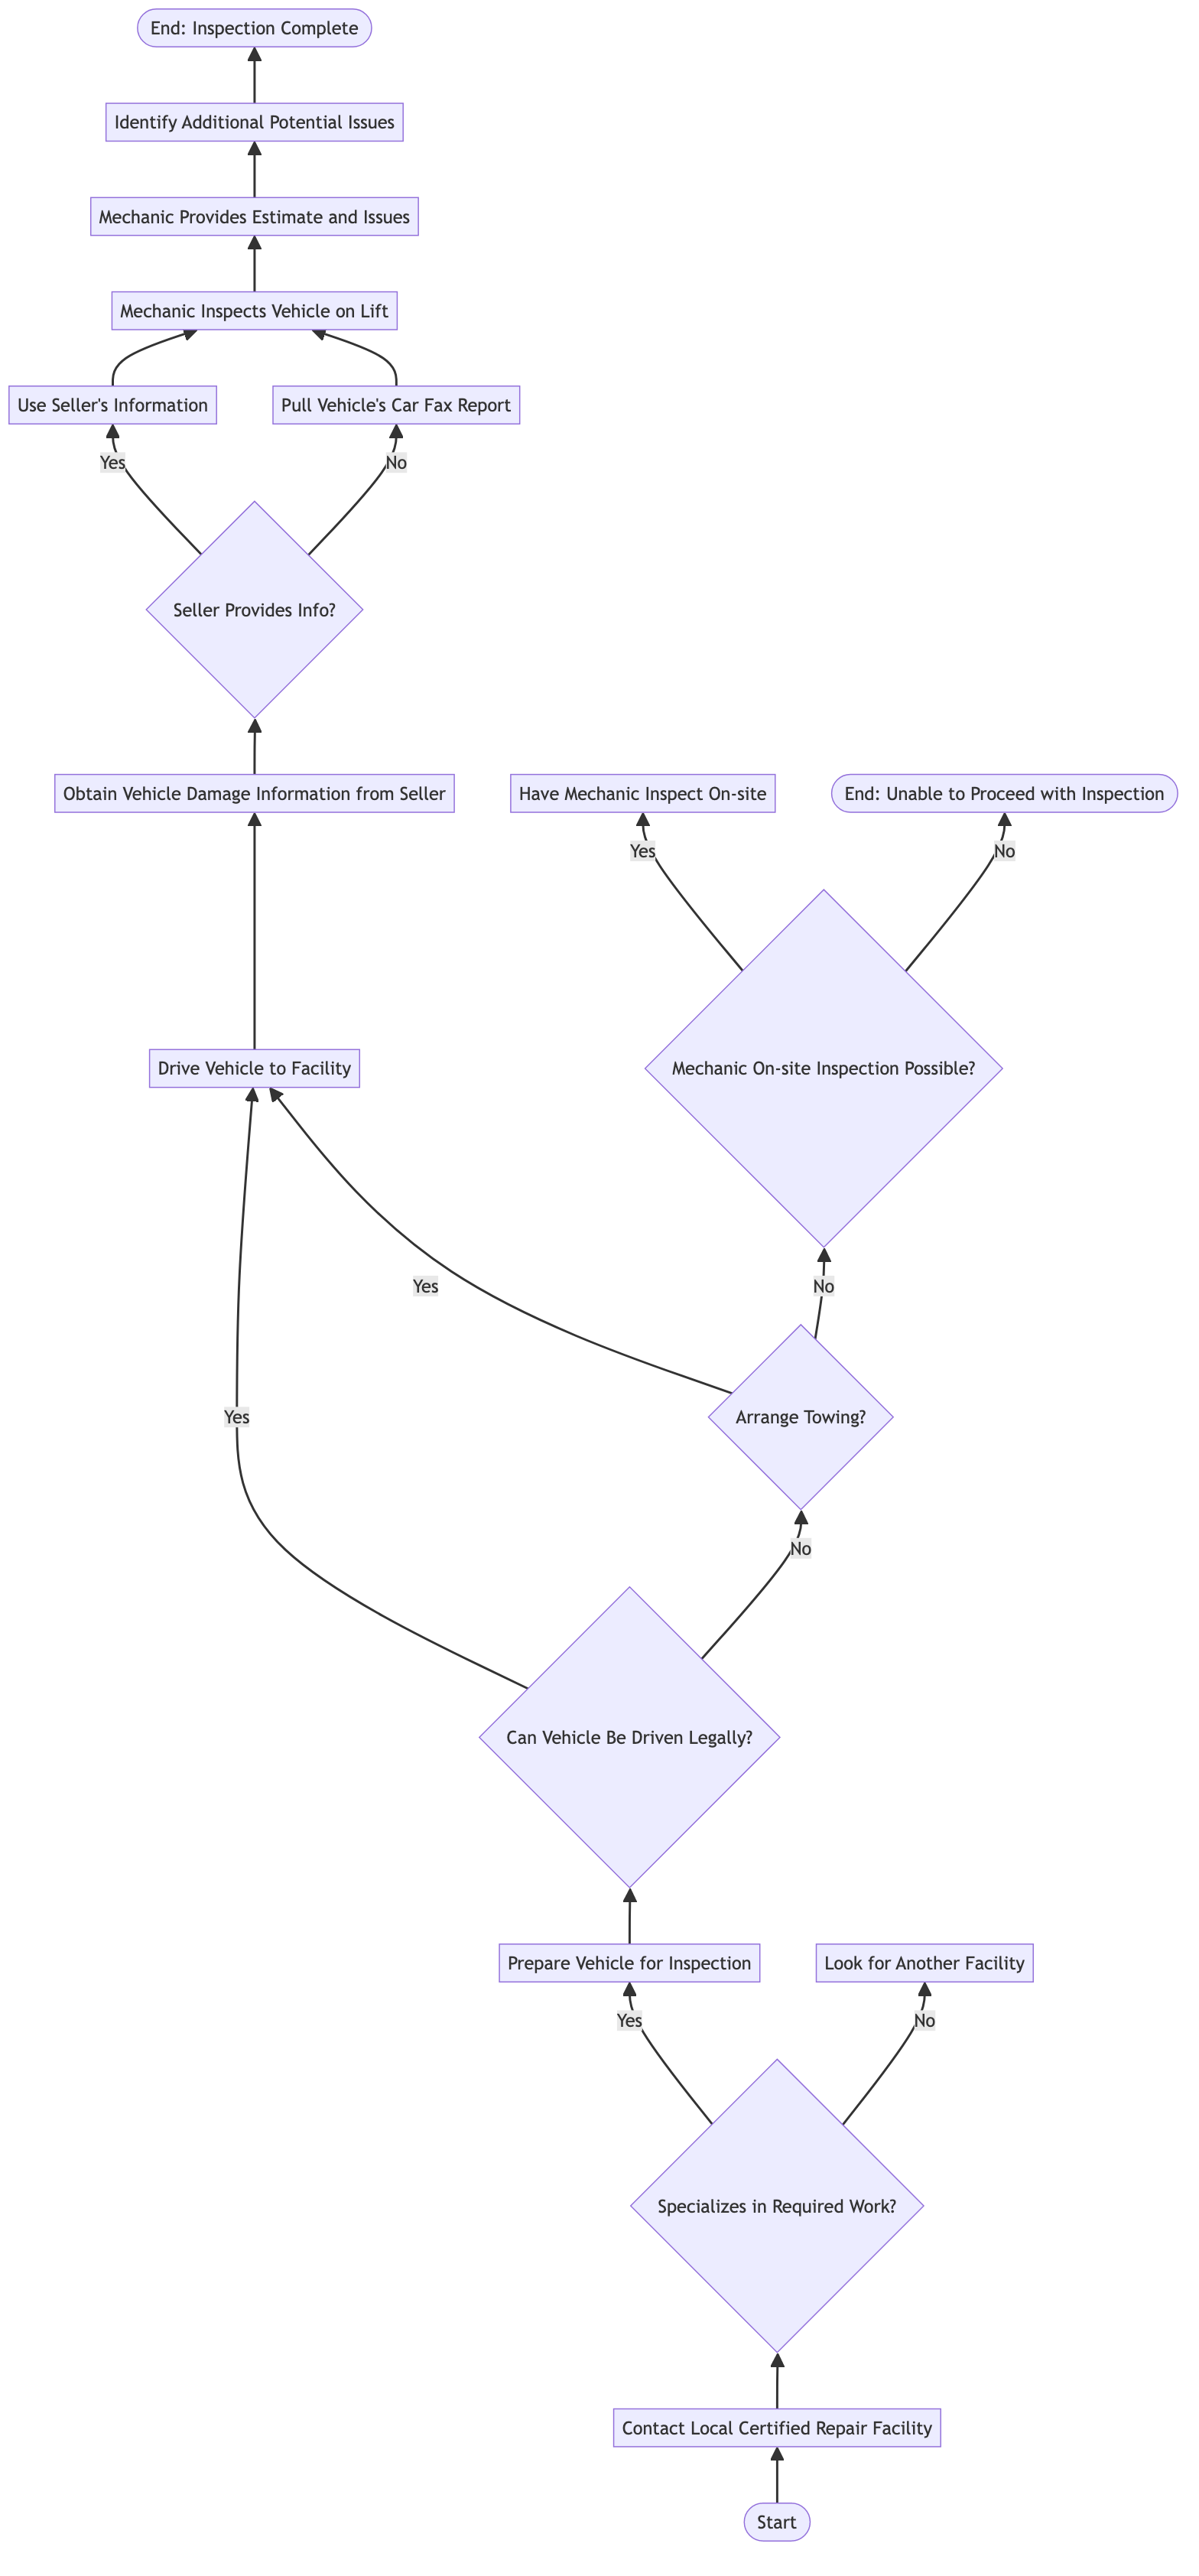 End: Inspection Complete
Identify Additional Potential Issues
Mechanic Provides Estimate and Issues
Mechanic Inspects Vehicle on Lift
Use Seller's Information
Pull Vehicle's Car Fax Report
Yes
No
Seller Provides Info?
Obtain Vehicle Damage Information from Seller
Have Mechanic Inspect On-site
End: Unable to Proceed with Inspection
Yes
No
Drive Vehicle to Facility
Mechanic On-site Inspection Possible?
Yes
No
Yes
Arrange Towing?
No
Can Vehicle Be Driven Legally?
Prepare Vehicle for Inspection
Look for Another Facility
Yes
No
Specializes in Required Work?
Contact Local Certified Repair Facility
Start